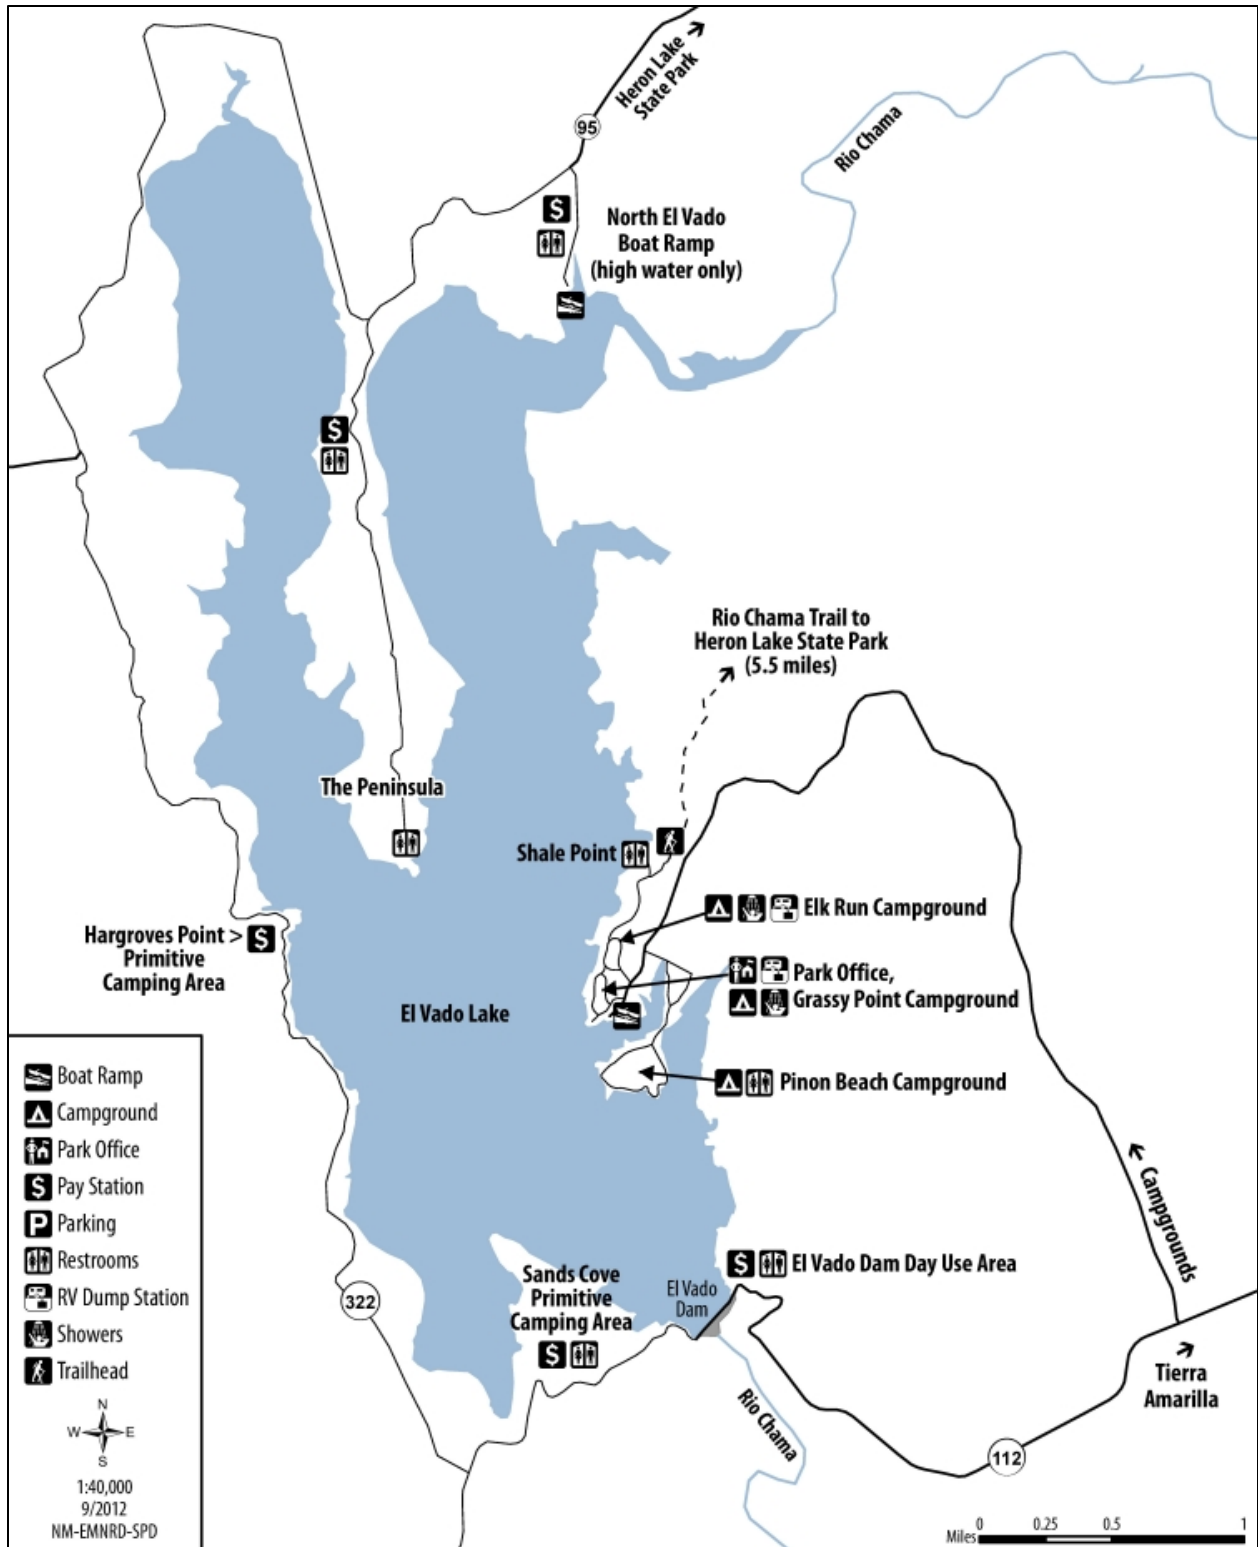 Heron Lake
State Park
95
Rio Chama
North El Vado
Boat Ramp
(high water only)
$
$
Rio Chama Trail to
Heron Lake State Park
(5.5 miles)
The Peninsula
Shale Point
Elk Run Campground
Hargroves Point >
$
Primitive
Camping Area
Park Office,
Grassy Point Campground
El Vado Lake
Pinon Beach Campground
Campgrounds
$
El Vado Dam Day Use Area
Sands Cove
Primitive
Camping Area
$
El Vado
Dam
322
Tierra
Amarilla
Rio Chama
112
Boat Ramp
Campground
Park Office
$ Pay Station
P Parking
Restrooms
RV Dump Station
Showers
Trailhead
N
W E
S
1:40,000
9/2012
NM-EMNRD-SPD
0 0.25 0.5 1
Miles